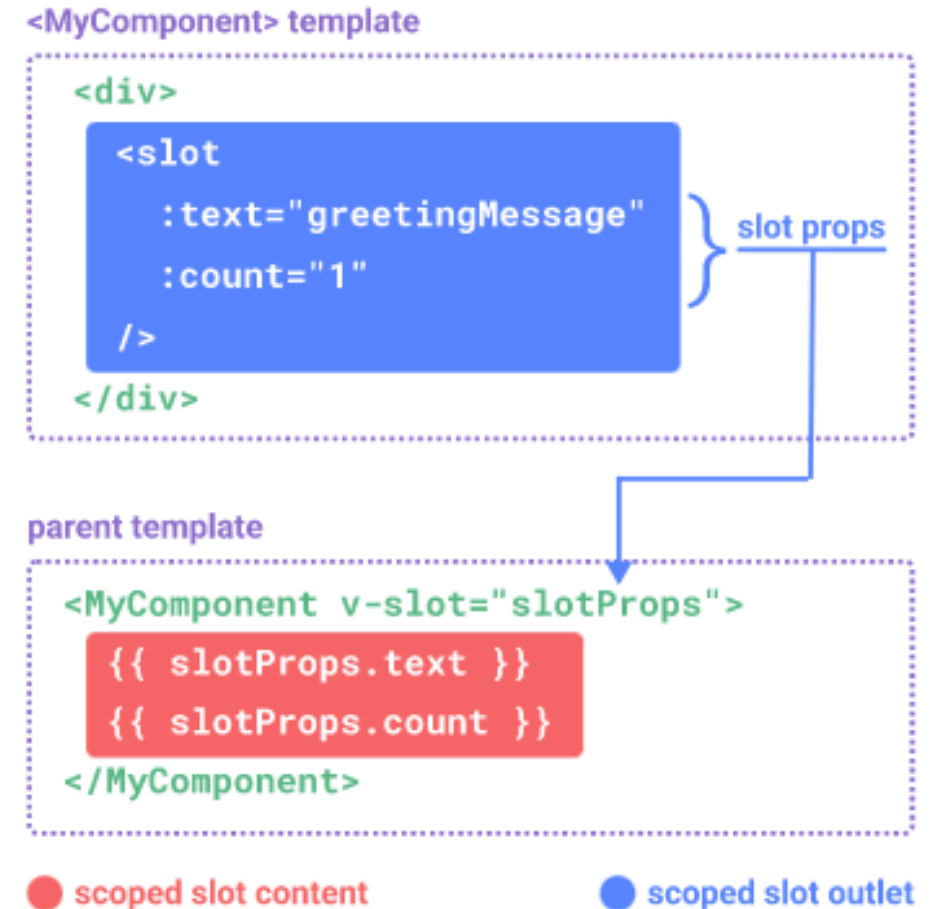 <MyComponent> template
<div>
<slot
:text="greetingMessage"
:count="1"
/>
slot props
</div>
parent template
<MyComponent v-slot="slotProps">
{{ slotProps.text }}
{{ slotProps.count }}
</MyComponent>
scoped slot content
scoped slot outlet